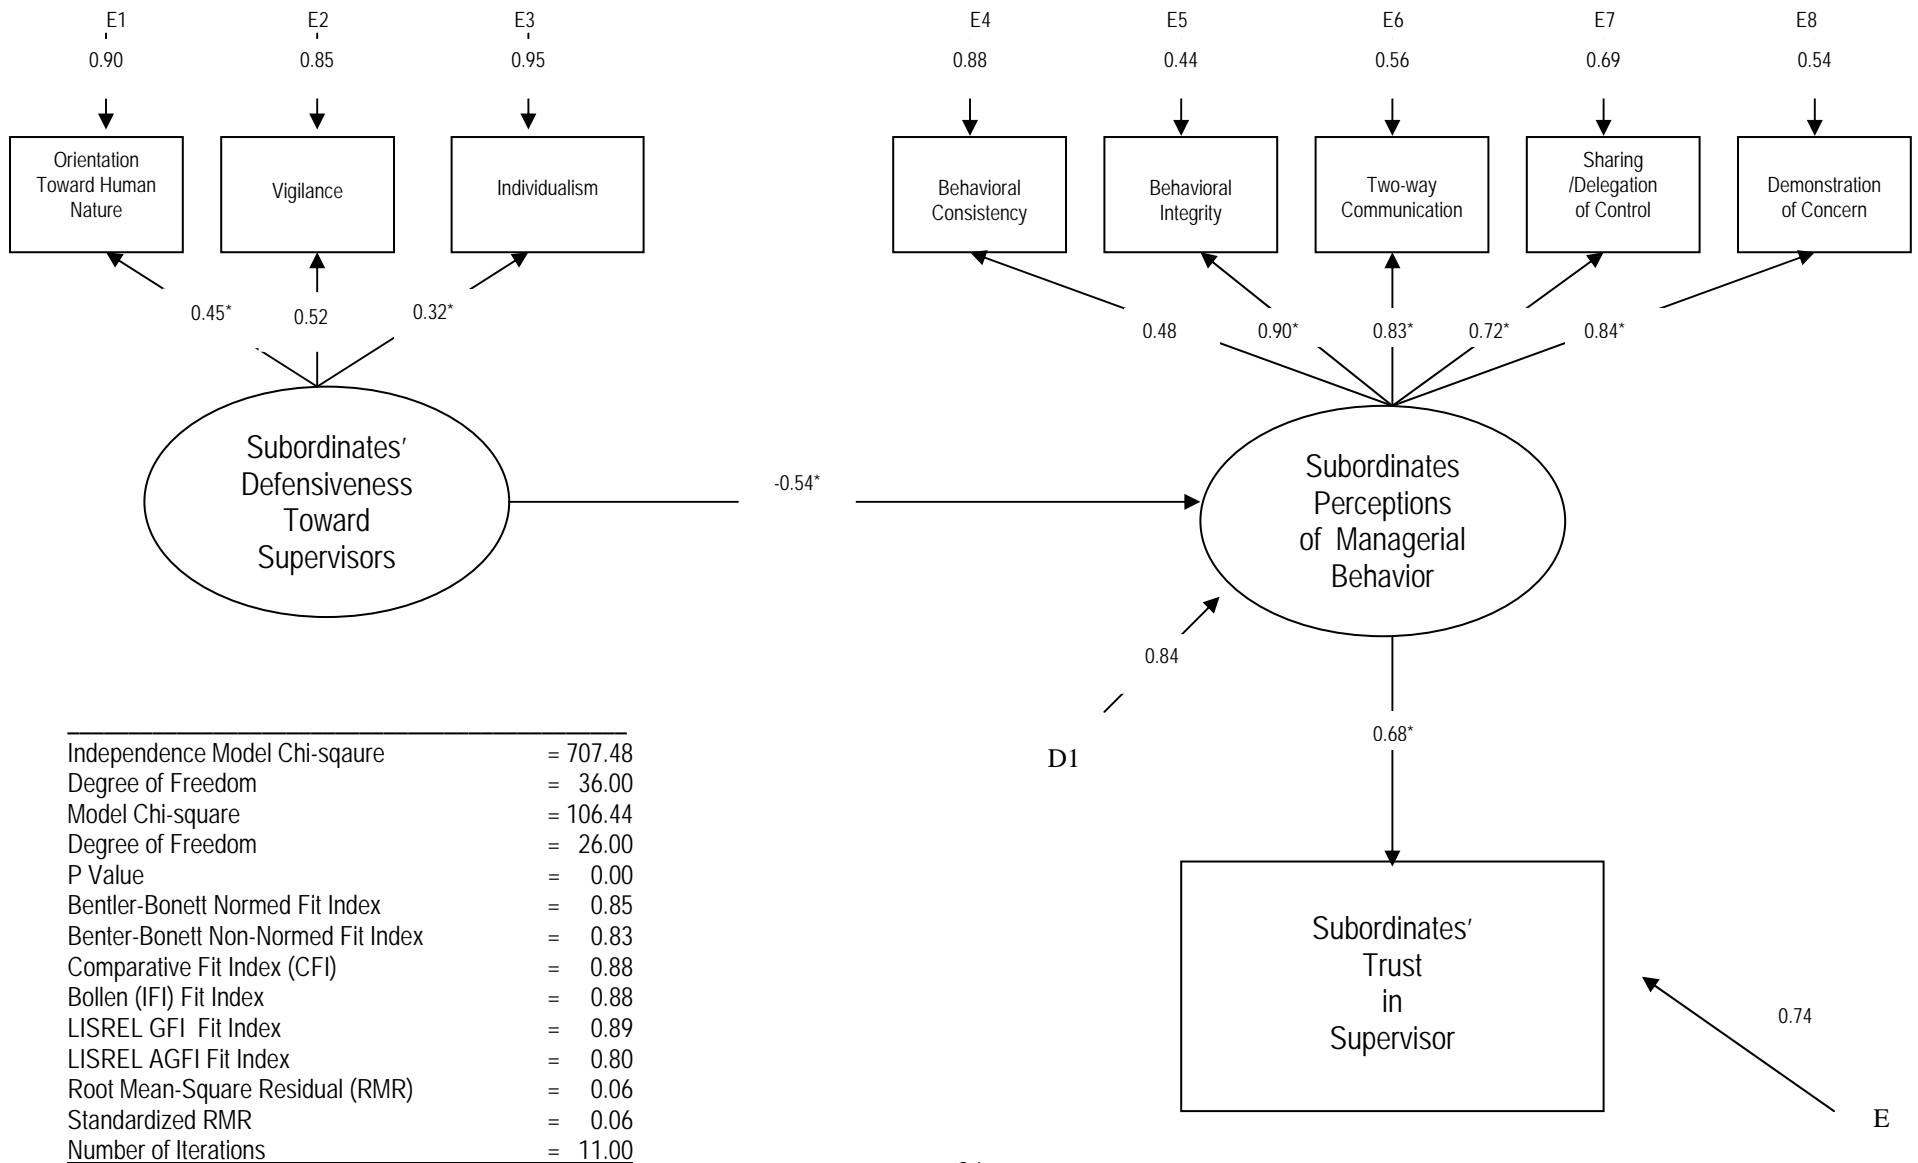 E1
E2
E3
E4
E5
E6
E7
E8
0.90
0.85
0.95
0.88
0.44
0.56
0.69
0.54
Orientation
Toward Human
Nature
Vigilance
Individualism
Behavioral
Consistency
Behavioral
Integrity
Two-way
Communication
Sharing
/Delegation
of Control
Demonstration
of Concern
0.45*
0.52
0.32*
0.48
0.90*
0.83*
0.72*
0.84*
Subordinates'
Defensiveness
Toward
Supervisors
-0.54*
Subordinates
Perceptions
of Managerial
Behavior
0.84
D1
0.68*
Subordinates'
Trust
in
Supervisor
0.74
E
Independence Model Chi-sqaure = 707.48
Degree of Freedom = 36.00
Model Chi-square = 106.44
Degree of Freedom = 26.00
P Value = 0.00
Bentler-Bonett Normed Fit Index = 0.85
Benter-Bonett Non-Normed Fit Index = 0.83
Comparative Fit Index (CFI) = 0.88
Bollen (IFI) Fit Index = 0.88
LISREL GFI Fit Index = 0.89
LISREL AGFI Fit Index = 0.80
Root Mean-Square Residual (RMR) = 0.06
Standardized RMR = 0.06
Number of Iterations = 11.00